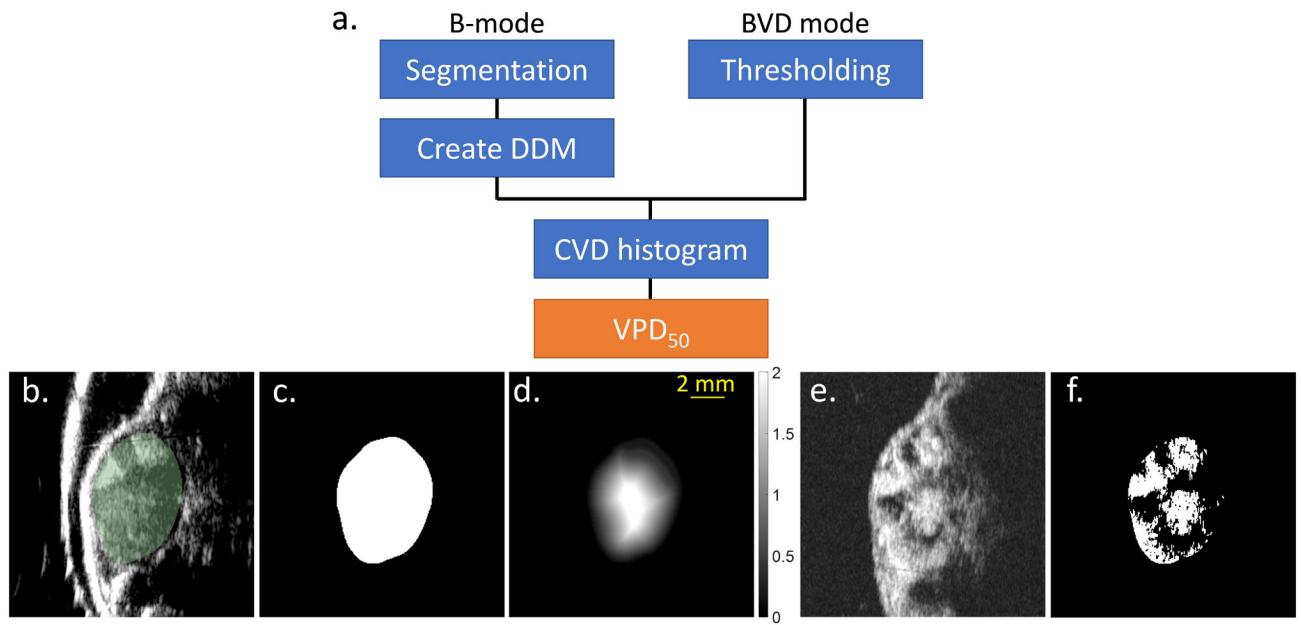 a.
B-mode
BVD mode
Segmentation
Thresholding
Create DDM
CVD histogram
VPD₅₀
b.
c.
d.
2 mm
2
1.5
1
0.5
0
e.
f.